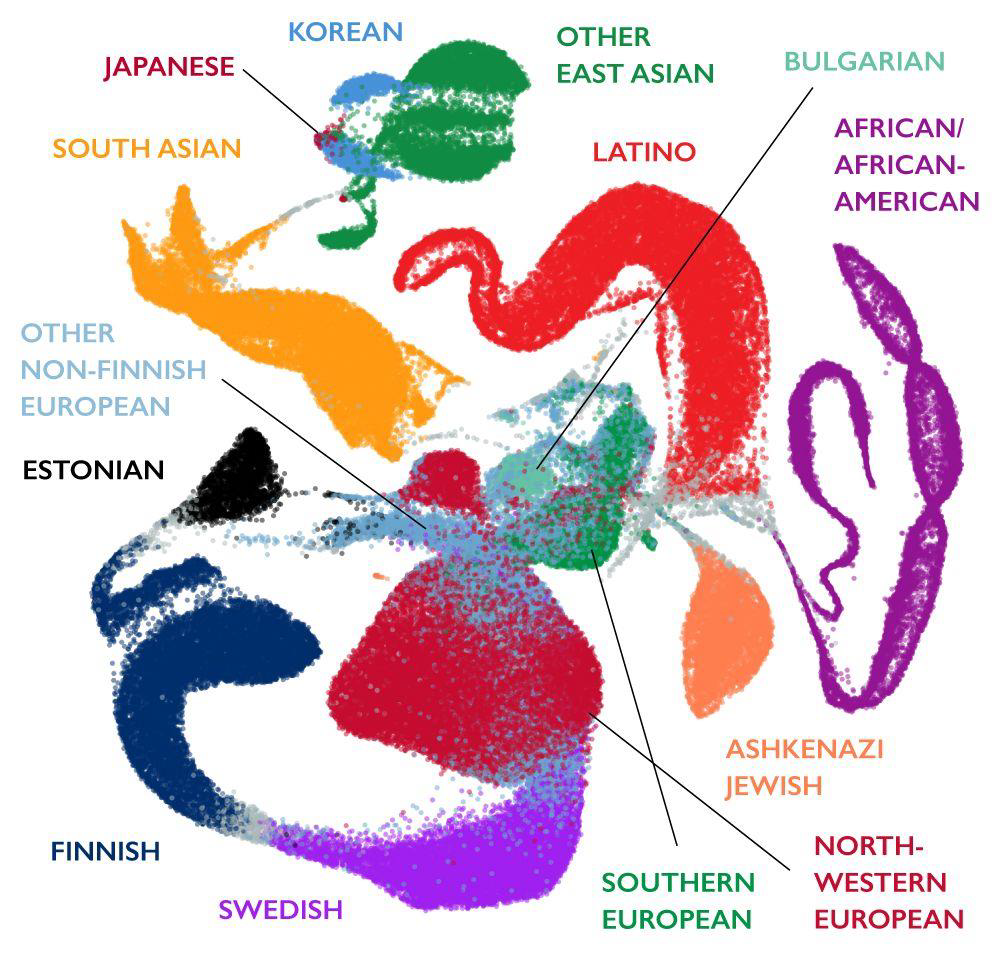 KOREAN
OTHER
EAST ASIAN
BULGARIAN
JAPANESE
AFRICAN/
AFRICAN-
AMERICAN
SOUTH ASIAN
LATINO
OTHER
NON-FINNISH
EUROPEAN
ESTONIAN
ASHKENAZI
JEWISH
FINNISH
SWEDISH
SOUTHERN
EUROPEAN
NORTH-
WESTERN
EUROPEAN